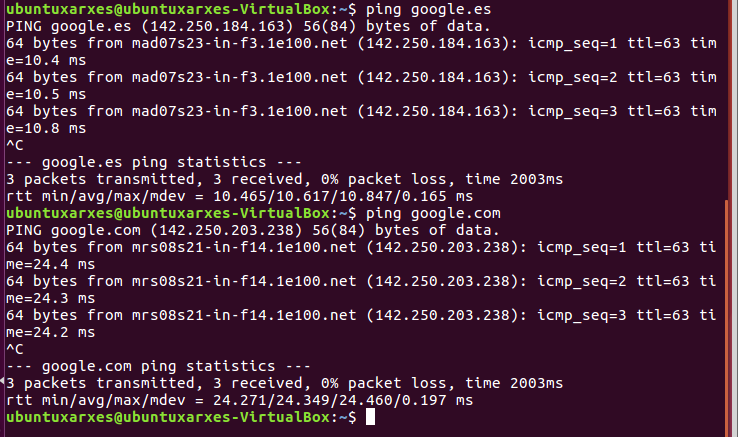 ubuntuxarxes@ubuntuxarxes-VirtualBox:~$ ping google.es
PING google.es (142.250.184.163) 56(84) bytes of data.
64 bytes from mad07s23-in-f3.1e100.net (142.250.184.163): icmp_seq=1 ttl=63 tim
e=10.4 ms
64 bytes from mad07s23-in-f3.1e100.net (142.250.184.163): icmp_seq=2 ttl=63 tim
e=10.5 ms
64 bytes from mad07s23-in-f3.1e100.net (142.250.184.163): icmp_seq=3 ttl=63 tim
e=10.8 ms
^C
--- google.es ping statistics ---
3 packets transmitted, 3 received, 0% packet loss, time 2003ms
rtt min/avg/max/mdev = 10.465/10.617/10.847/0.165 ms
ubuntuxarxes@ubuntuxarxes-VirtualBox:~$ ping google.com
PING google.com (142.250.203.238) 56(84) bytes of data.
64 bytes from mrs08s21-in-f14.1e100.net (142.250.203.238): icmp_seq=1 ttl=63 ti
me=24.4 ms
64 bytes from mrs08s21-in-f14.1e100.net (142.250.203.238): icmp_seq=2 ttl=63 ti
me=24.3 ms
64 bytes from mrs08s21-in-f14.1e100.net (142.250.203.238): icmp_seq=3 ttl=63 ti
me=24.2 ms
^C
--- google.com ping statistics ---
3 packets transmitted, 3 received, 0% packet loss, time 2003ms
rtt min/avg/max/mdev = 24.271/24.349/24.460/0.197 ms
ubuntuxarxes@ubuntuxarxes-VirtualBox:~$